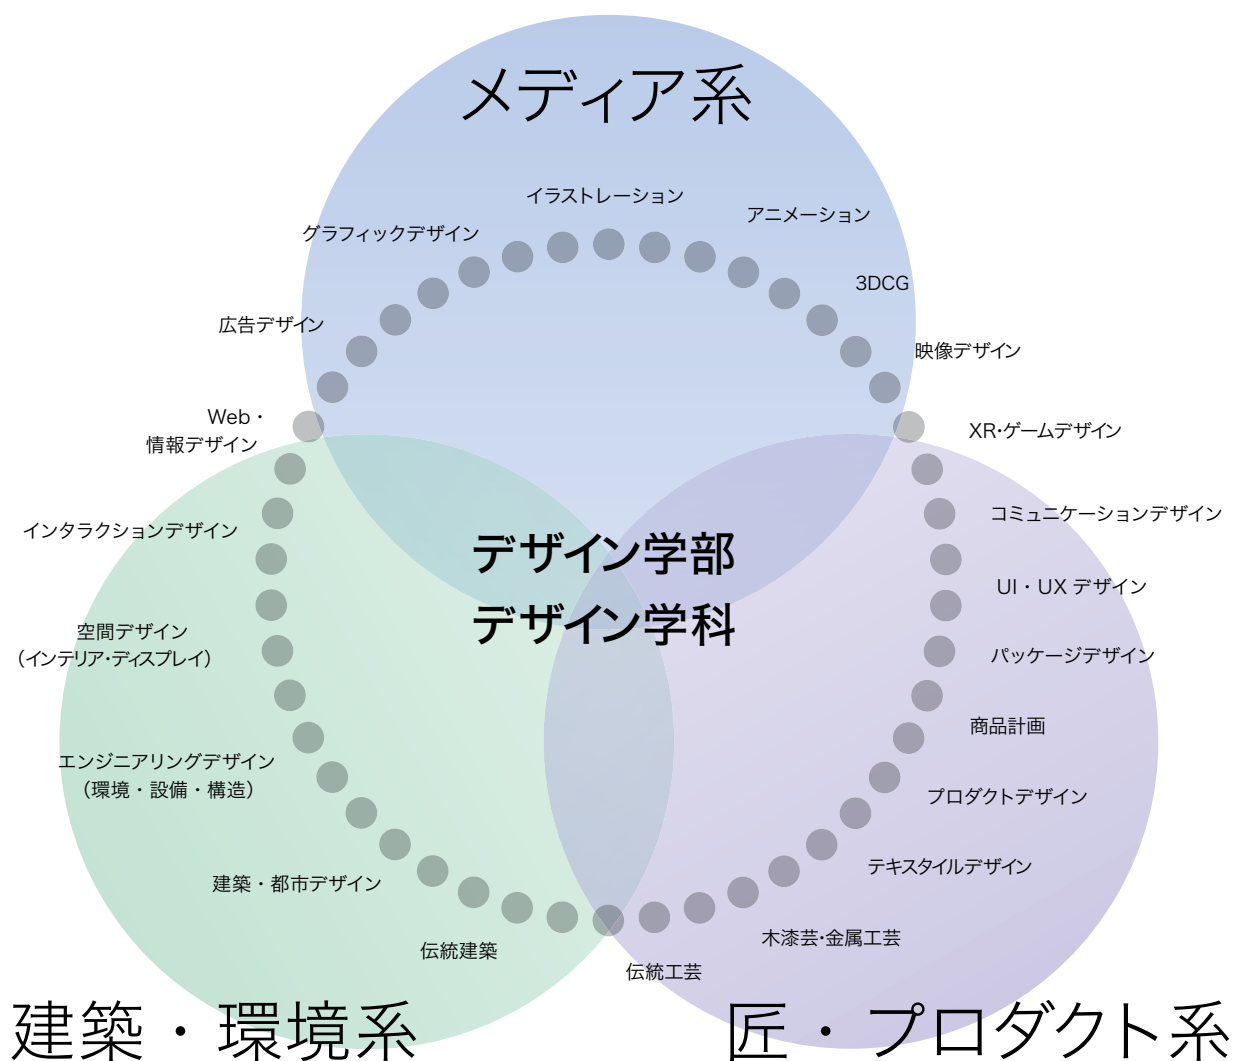 メディア系
イラストレーション
アニメーション
グラフィックデザイン
3DCG
広告デザイン
映像デザイン
Web・
情報デザイン
XR・ゲームデザイン
コミュニケーションデザイン
インタラクションデザイン
デザイン学部
デザイン学科
UI・UX デザイン
空間デザイン
（インテリア・ディスプレイ）
パッケージデザイン
商品計画
エンジニアリングデザイン
（環境・設備・構造）
プロダクトデザイン
テキスタイルデザイン
建築・都市デザイン
木漆芸・金属工芸
伝統建築
伝統工芸
建築・環境系
匠・プロダクト系